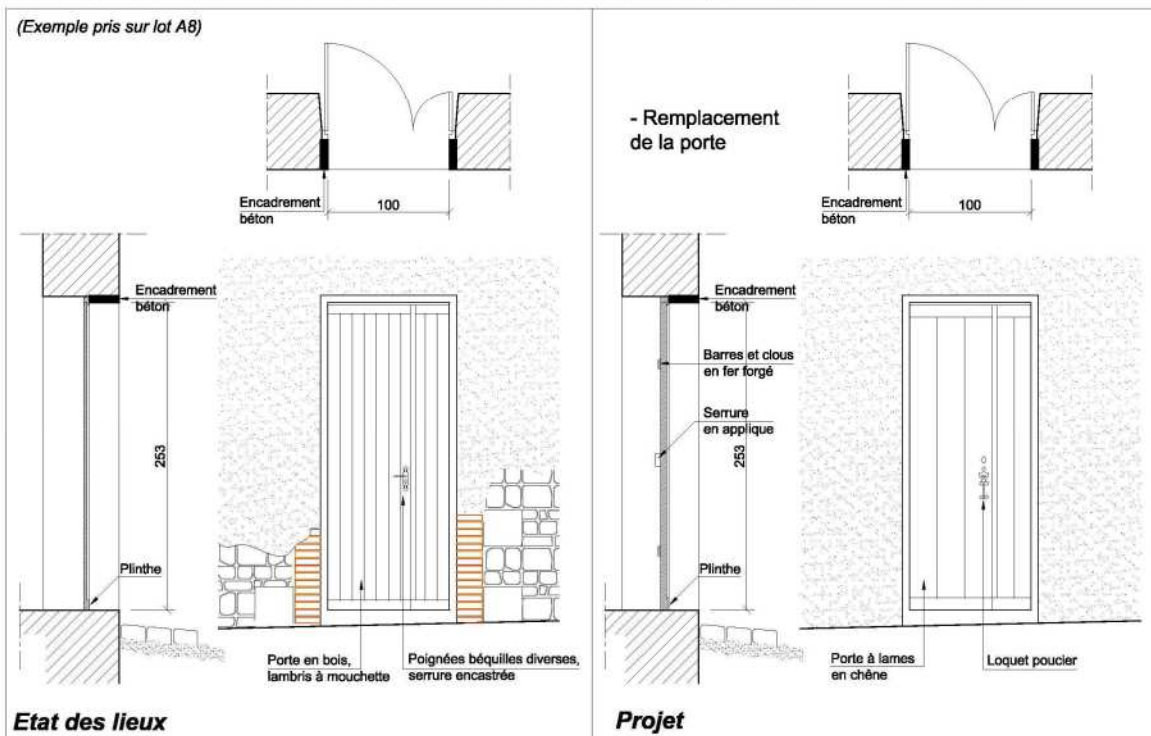 (Exemple pris sur lot A8)
Encadrement
béton
100
Encadrement
béton
253
Plinthe
Porte en bois,
lambris à mouchette
Poignées béquilles diverses,
serrure encastrée
Etat des lieux
- Remplacement
de la porte
Encadrement
béton
100
Encadrement
béton
Barres et clous
en fer forgé
Serrure
en applique
253
Plinthe
Porte à lames
en chêne
Loquet poucier
Projet